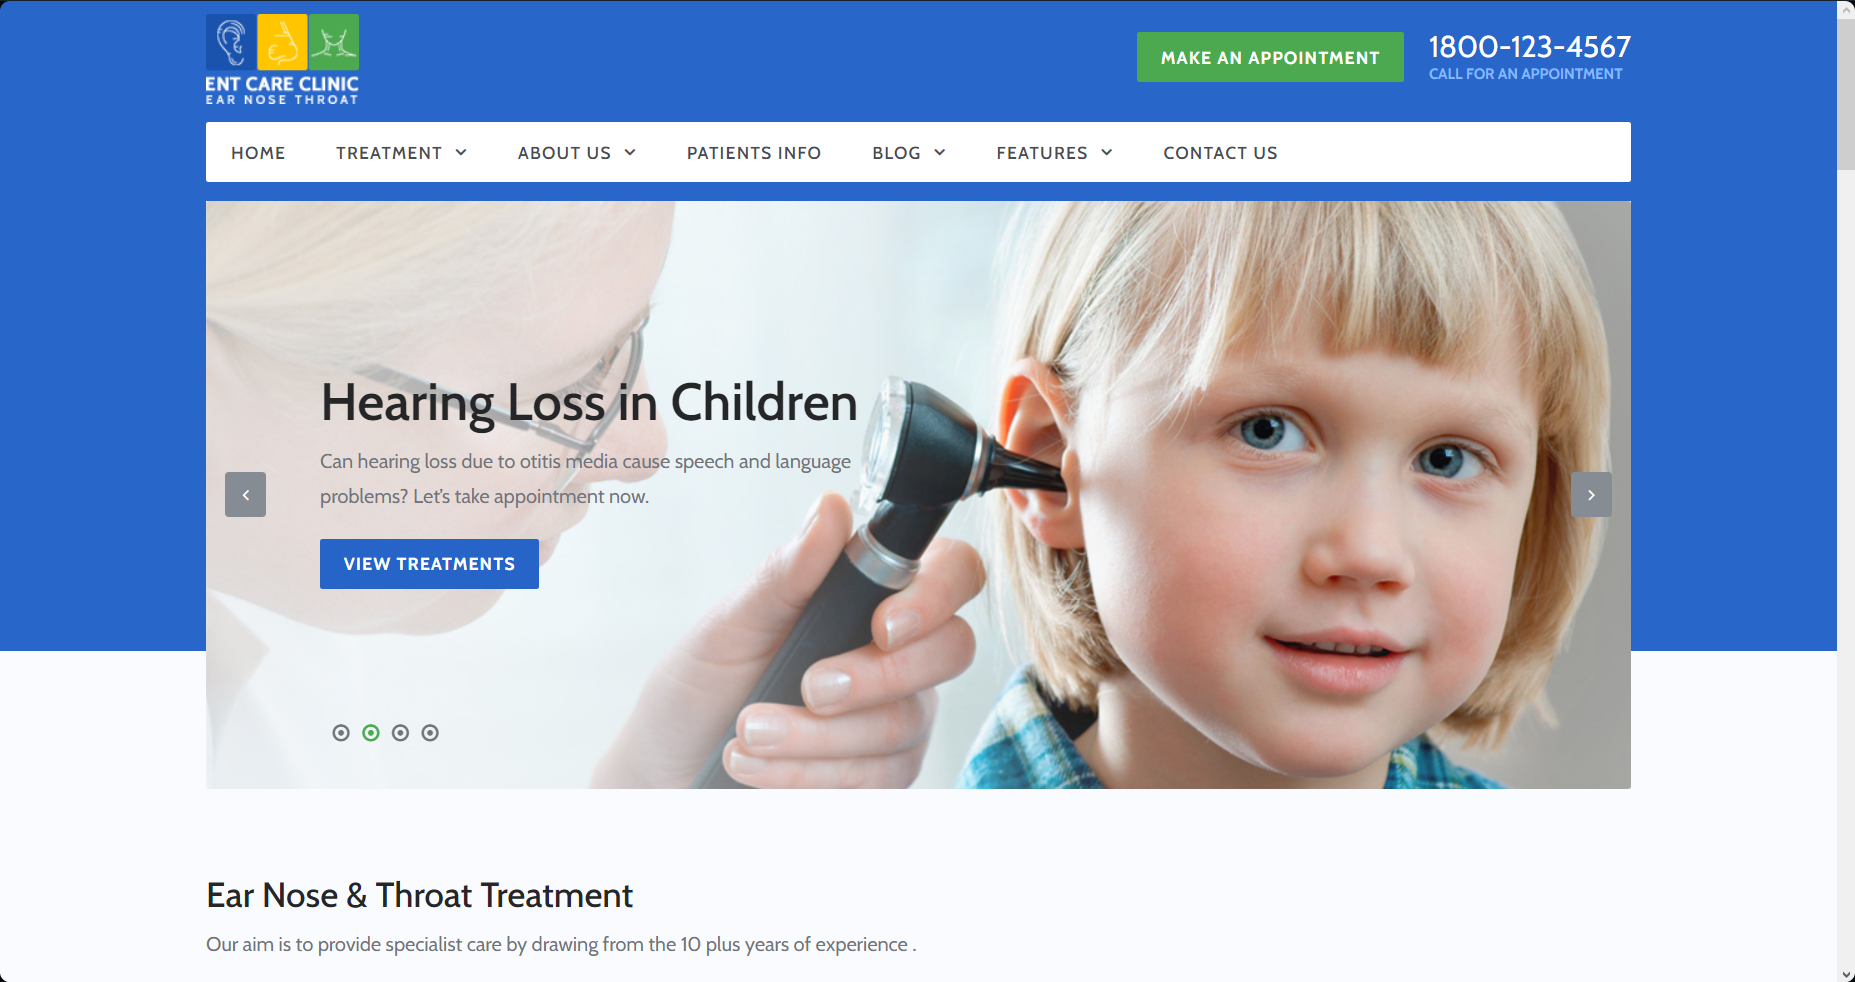 ENT CARE CLINIC
EAR NOSE THROAT
MAKE AN APPOINTMENT
1800-123-4567
CALL FOR AN APPOINTMENT
HOME
TREATMENT
ABOUT US
PATIENTS INFO
BLOG
FEATURES
CONTACT US
Hearing Loss in Children
Can hearing loss due to otitis media cause speech and language
problems? Let's take appointment now.
VIEW TREATMENTS
Ear Nose & Throat Treatment
Our aim is to provide specialist care by drawing from the 10 plus years of experience .